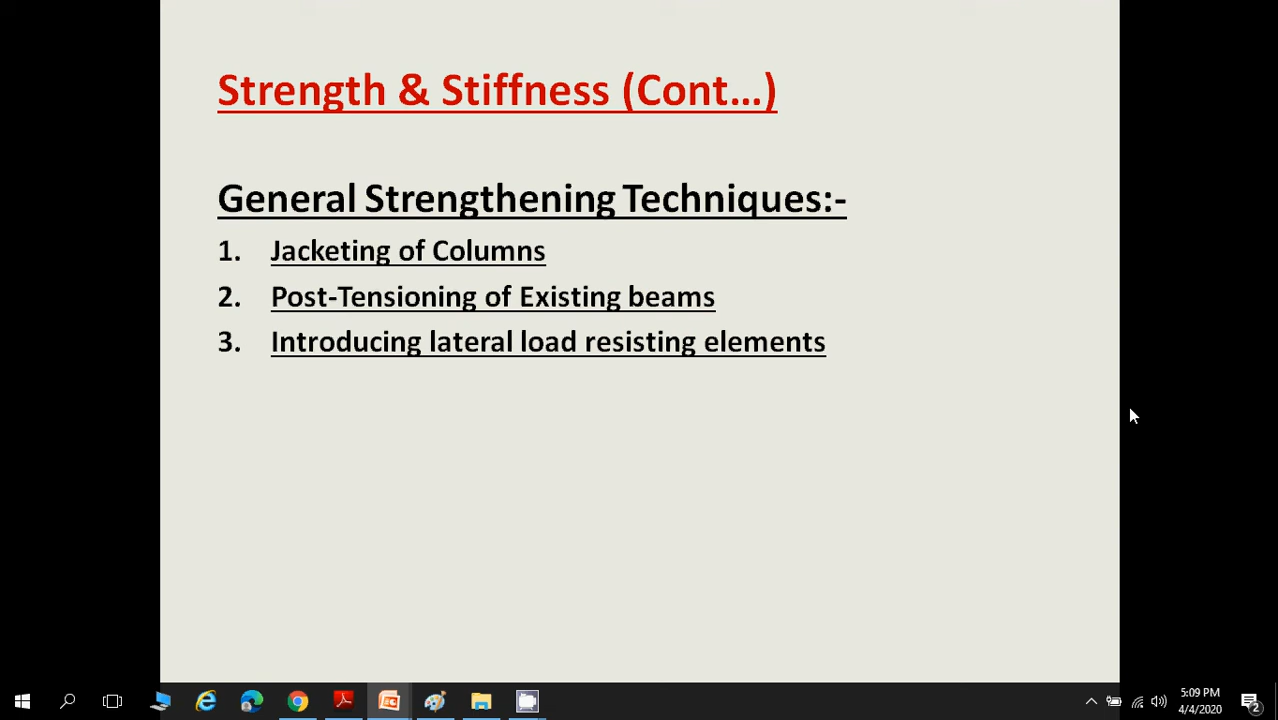 Strength & Stiffness (Cont…)
General Strengthening Techniques:-
1. Jacketing of Columns
2. Post-Tensioning of Existing beams
3. Introducing lateral load resisting elements
5:09 PM
4/4/2020
2